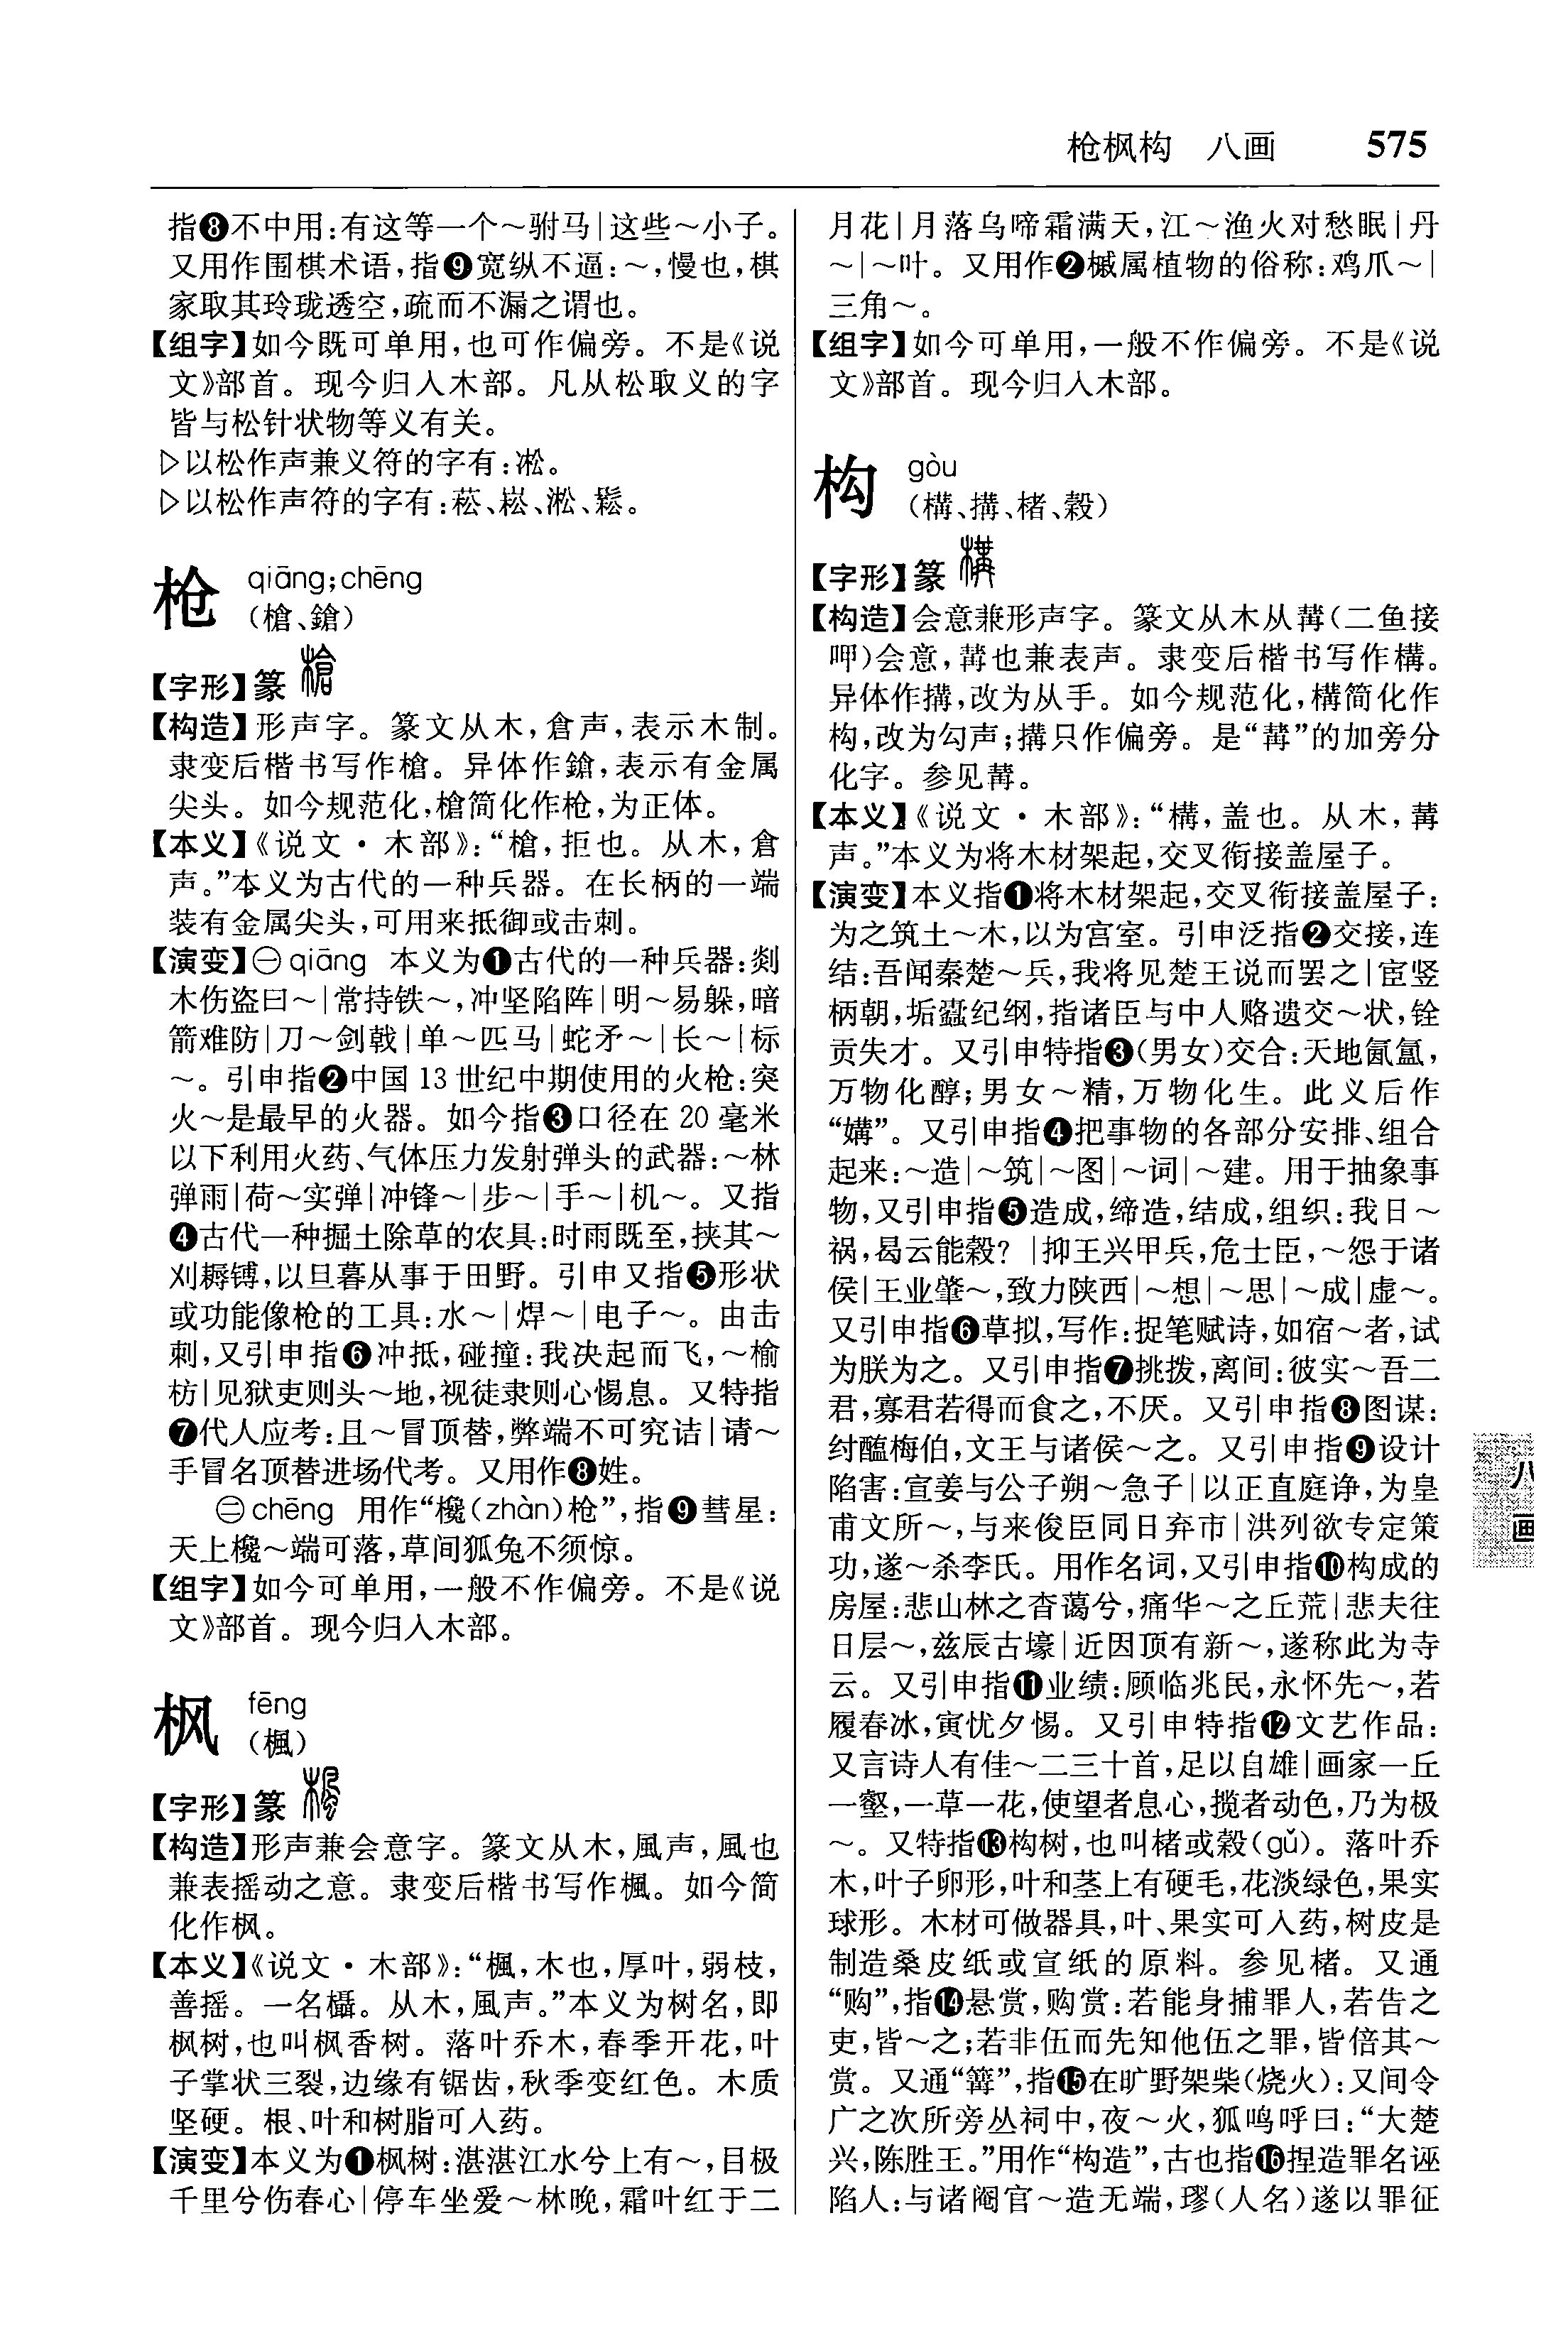 枪枫构 八画 575
指❽不中用:有这等一个～驸马|这些～小子。
又用作围棋术语,指❾宽纵不逼:～,慢也,棋
家取其玲珑透空,疏而不漏之谓也。
【组字】如今既可单用,也可作偏旁。不是《说
文》部首。现今归入木部。凡从松取义的字
皆与松针状物等义有关。
▷以松作声兼义符的字有:凇。
▷以松作声符的字有:菘、崧、淞、鬆。
枪 qiāng;chēng
(槍、鎗)
【字形】篆
【构造】形声字。篆文从木,倉声,表示木制。
隶变后楷书写作槍。异体作鎗,表示有金属
尖头。如今规范化,槍简化作枪,为正体。
【本义】《说文·木部》:“槍,拒也。从木,倉
声。”本义为古代的一种兵器。在长柄的一端
装有金属尖头,可用来抵御或击刺。
【演变】㊀qiāng 本义为❶古代的一种兵器:剡
木伤盗曰～|常持铁～,冲坚陷阵|明～易躲,暗
箭难防|刀～剑戟|单～匹马|蛇矛～|长～|标
～。引申指❷中国13世纪中期使用的火枪:突
火～是最早的火器。如今指❸口径在20毫米
以下利用火药、气体压力发射弹头的武器:～林
弹雨|荷～实弹|冲锋～|步～|手～|机～。又指
❹古代一种掘土除草的农具:时雨既至,挟其～
刈耨镈,以旦暮从事于田野。引申又指❺形状
或功能像枪的工具:水～|焊～|电子～。由击
刺,又引申指❻冲抵,碰撞:我决起而飞,～榆
枋|见狱吏则头～地,视徒隶则心惕息。又特指
❼代人应考:且～冒顶替,弊端不可究诘|请～
手冒名顶替进场代考。又用作❽姓。
㊁chēng 用作“欃(zhàn)枪”,指❾彗星:
天上欃～端可落,草间狐兔不须惊。
【组字】如今可单用,一般不作偏旁。不是《说
文》部首。现今归入木部。
枫 fēng
(楓)
【字形】篆
【构造】形声兼会意字。篆文从木,風声,風也
兼表摇动之意。隶变后楷书写作楓。如今简
化作枫。
【本义】《说文·木部》:“楓,木也,厚叶,弱枝,
善摇。一名欇。从木,風声。”本义为树名,即
枫树,也叫枫香树。落叶乔木,春季开花,叶
子掌状三裂,边缘有锯齿,秋季变红色。木质
坚硬。根、叶和树脂可入药。
【演变】本义为❶枫树:湛湛江水兮上有～,目极
千里兮伤春心|停车坐爱～林晚,霜叶红于二
月花|月落乌啼霜满天,江～渔火对愁眠|丹
～|～叶。又用作❷槭属植物的俗称:鸡爪～|
三角～。
【组字】如今可单用,一般不作偏旁。不是《说
文》部首。现今归入木部。
构 gòu
(構、搆、楮、榖)
【字形】篆
【构造】会意兼形声字。篆文从木从冓(二鱼接
呷)会意,冓也兼表声。隶变后楷书写作構。
异体作搆,改为从手。如今规范化,構简化作
构,改为勾声;搆只作偏旁。是“冓”的加旁分
化字。参见冓。
【本义】《说文·木部》:“構,盖也。从木,冓
声。”本义为将木材架起,交叉衔接盖屋子。
【演变】本义指❶将木材架起,交叉衔接盖屋子:
为之筑土～木,以为宫室。引申泛指❷交接,连
结:吾闻秦楚～兵,我将见楚王说而罢之|宦竖
柄朝,垢蠹纪纲,指诸臣与中人赂遗交～状,铨
贡失才。又引申特指❸(男女)交合:天地氤氲,
万物化醇;男女～精,万物化生。此义后作
“媾”。又引申指❹把事物的各部分安排、组合
起来:～造|～筑|～图|～词|～建。用于抽象事
物,又引申指❺造成,缔造,结成,组织:我日～
祸,曷云能榖?|抑王兴甲兵,危士臣,～怨于诸
侯|王业肇～,致力陕西|～想|～思|～成|虚～。
又引申指❻草拟,写作:捉笔赋诗,如宿～者,试
为朕为之。又引申指❼挑拨,离间:彼实～吾二
君,寡君若得而食之,不厌。又引申指❽图谋:
纣醢梅伯,文王与诸侯～之。又引申指❾设计
陷害:宣姜与公子朔～急子|以正直庭诤,为皇
甫文所～,与来俊臣同日弃市|洪列欲专定策
功,遂～杀李氏。用作名词,又引申指❿构成的
房屋:悲山林之杳蔼兮,痛华～之丘荒|悲夫往
日层～,兹辰古壕|近因顶有新～,遂称此为寺
云。又引申指⓫业绩:顾临兆民,永怀先～,若
履春冰,寅忧夕惕。又引申特指⓬文艺作品:
又言诗人有佳～二三十首,足以自雄|画家一丘
一壑,一草一花,使望者息心,揽者动色,乃为极
～。又特指⓭构树,也叫楮或榖(gǔ)。落叶乔
木,叶子卵形,叶和茎上有硬毛,花淡绿色,果实
球形。木材可做器具,叶、果实可入药,树皮是
制造桑皮纸或宣纸的原料。参见楮。又通
“购”,指⓮悬赏,购赏:若能身捕罪人,若告之
吏,皆～之;若非伍而先知他伍之罪,皆倍其～
赏。又通“篝”,指⓯在旷野架柴(烧火):又间令
广之次所旁丛祠中,夜～火,狐鸣呼曰:“大楚
兴,陈胜王。”用作“构造”,古也指⓰捏造罪名诬
陷人:与诸阉官～造无端,璆(人名)遂以罪征
八画